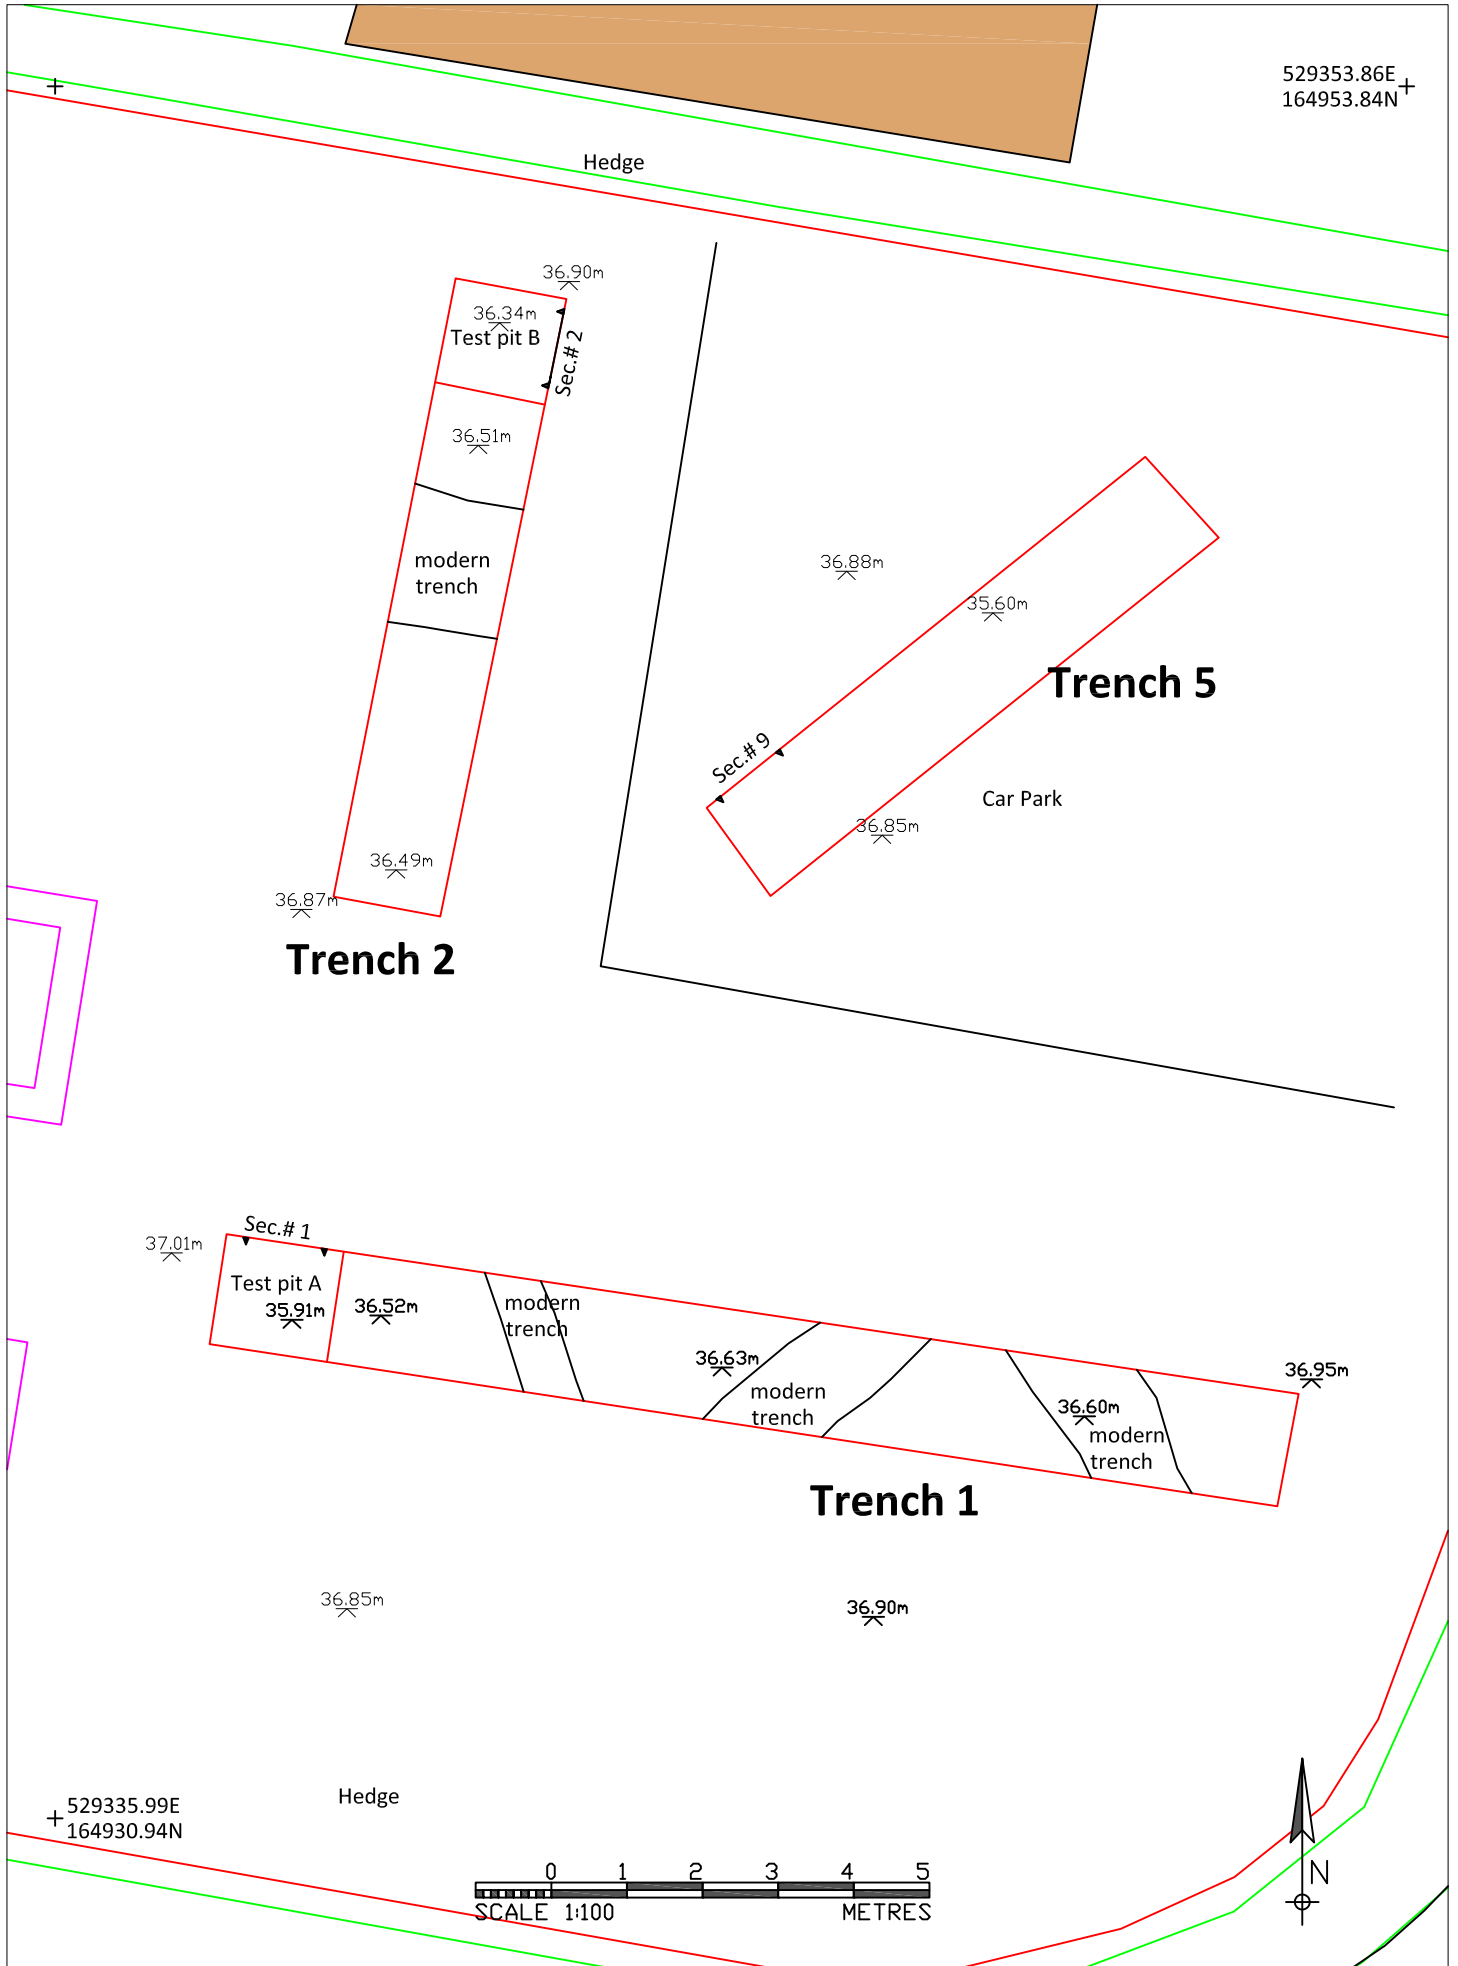 529353.86E
164953.84N
Hedge
36.90m
36.34m
Test pit B
Sec.# 2
36.51m
modern
trench
36.88m
35.60m
Trench 5
Sec.# 9
Car Park
36.85m
36.49m
36.87m
Trench 2
Sec.# 1
37.01m
Test pit A
35.91m
36.52m
modern
trench
36.63m
modern
trench
36.95m
36.60m
modern
trench
Trench 1
36.85m
36.90m
Hedge
529335.99E
164930.94N
0 1 2 3 4 5
SCALE 1:100 METRES
N